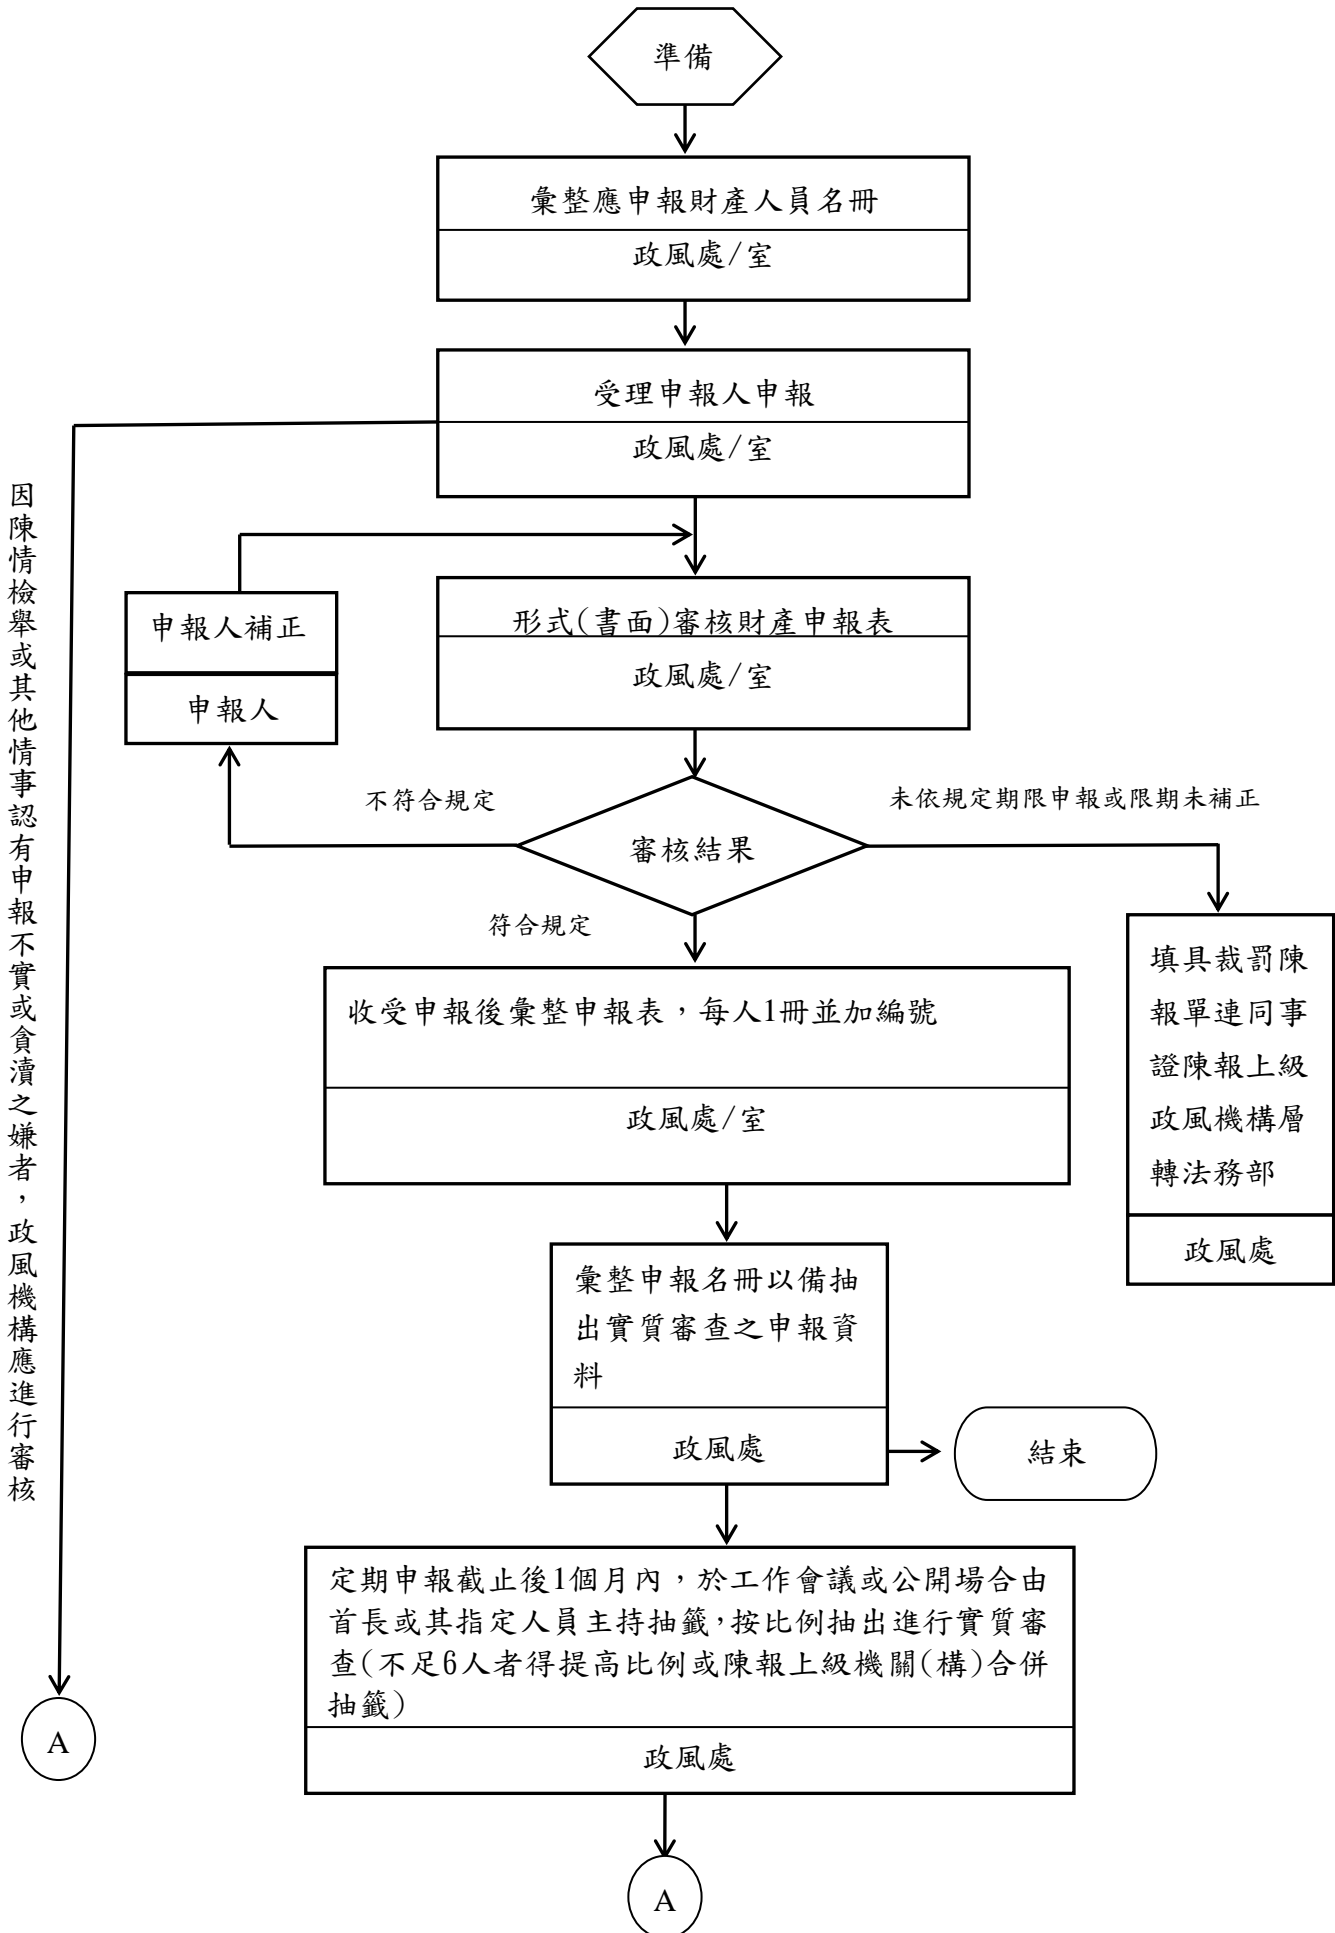 準備
彙整應申報財產人員名冊
政風處/室
受理申報人申報
政風處/室
因陳情檢舉或其他情事認有申報不實或貪瀆之嫌者，政風機構應進行審核
申報人補正
申報人
形式(書面)審核財產申報表
政風處/室
不符合規定
未依規定期限申報或限期未補正
審核結果
符合規定
填具裁罰陳
報單連同事
證陳報上級
政風機構層
轉法務部
政風處
收受申報後彙整申報表，每人1冊並加編號
政風處/室
彙整申報名冊以備抽
出實質審查之申報資
料
政風處
結束
定期申報截止後1個月內，於工作會議或公開場合由
首長或其指定人員主持抽籤，按比例抽出進行實質審
查(不足6人者得提高比例或陳報上級機關(構)合併
抽籤)
政風處
A
A